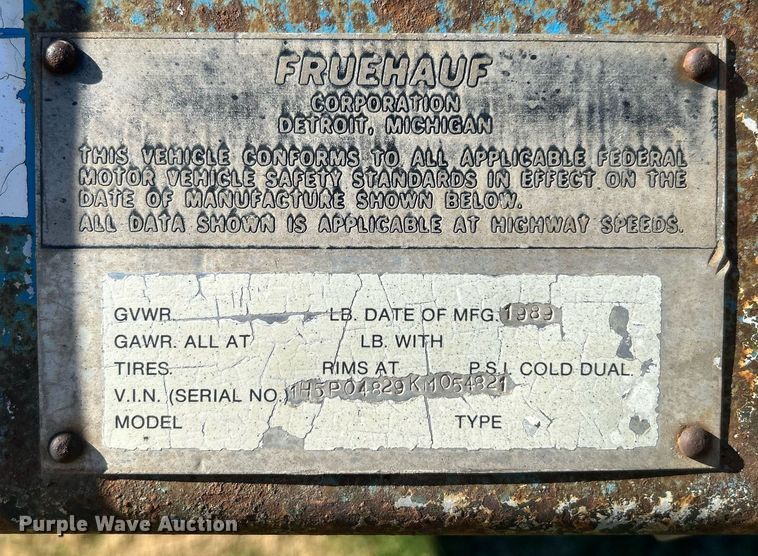 FRUEHAUF
CORPORATION
DETROIT, MICHIGAN
THIS VEHICLE CONFORMS TO ALL APPLICABLE FEDERAL
MOTOR VEHICLE SAFETY STANDARDS IN EFFECT ON THE
DATE OF MANUFACTURE SHOWN BELOW.
ALL DATA SHOWN IS APPLICABLE AT HIGHWAY SPEEDS.
GVWR. LB. DATE OF MFG. 1989
GAWR. ALL AT LB. WITH
TIRES. RIMS AT P.S.I. COLD DUAL
V.I.N. (SERIAL NO.) 1H5P04829KM054821
MODEL TYPE
Purple Wave Auction